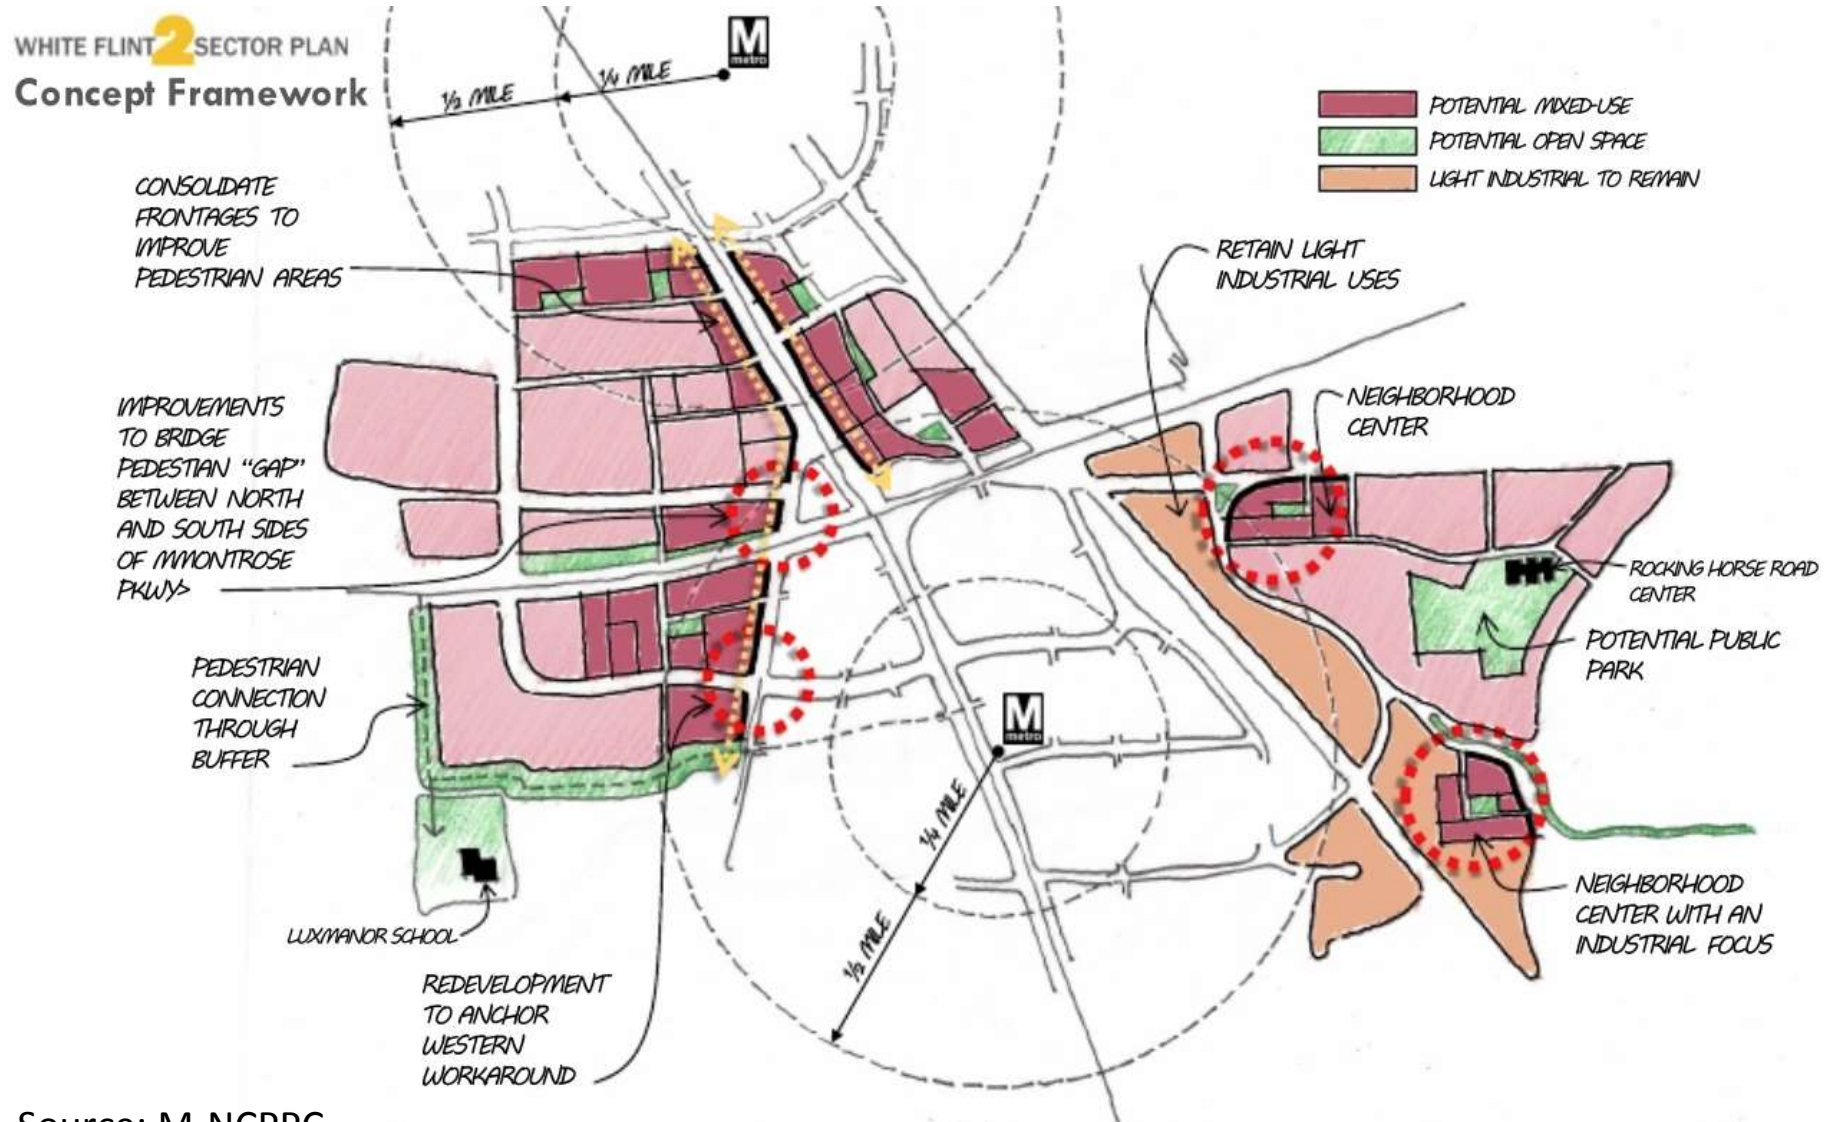 WHITE FLINT 2 SECTOR PLAN
Concept Framework
M
metro
1/4 MILE
1/2 MILE
POTENTIAL MIXED-USE
POTENTIAL OPEN SPACE
LIGHT INDUSTRIAL TO REMAIN
CONSOLIDATE
FRONTAGES TO
IMPROVE
PEDESTRIAN AREAS
RETAIN LIGHT
INDUSTRIAL USES
IMPROVEMENTS
TO BRIDGE
PEDESTIAN "GAP"
BETWEEN NORTH
AND SOUTH SIDES
OF MMONTROSE
PKWY>
NEIGHBORHOOD
CENTER
ROCKING HORSE ROAD
CENTER
POTENTIAL PUBLIC
PARK
PEDESTRIAN
CONNECTION
THROUGH
BUFFER
M
metro
1/4 MILE
1/2 MILE
LUXMANOR SCHOOL
NEIGHBORHOOD
CENTER WITH AN
INDUSTRIAL FOCUS
REDEVELOPMENT
TO ANCHOR
WESTERN
WORKAROUND
Source: M-NCPPC